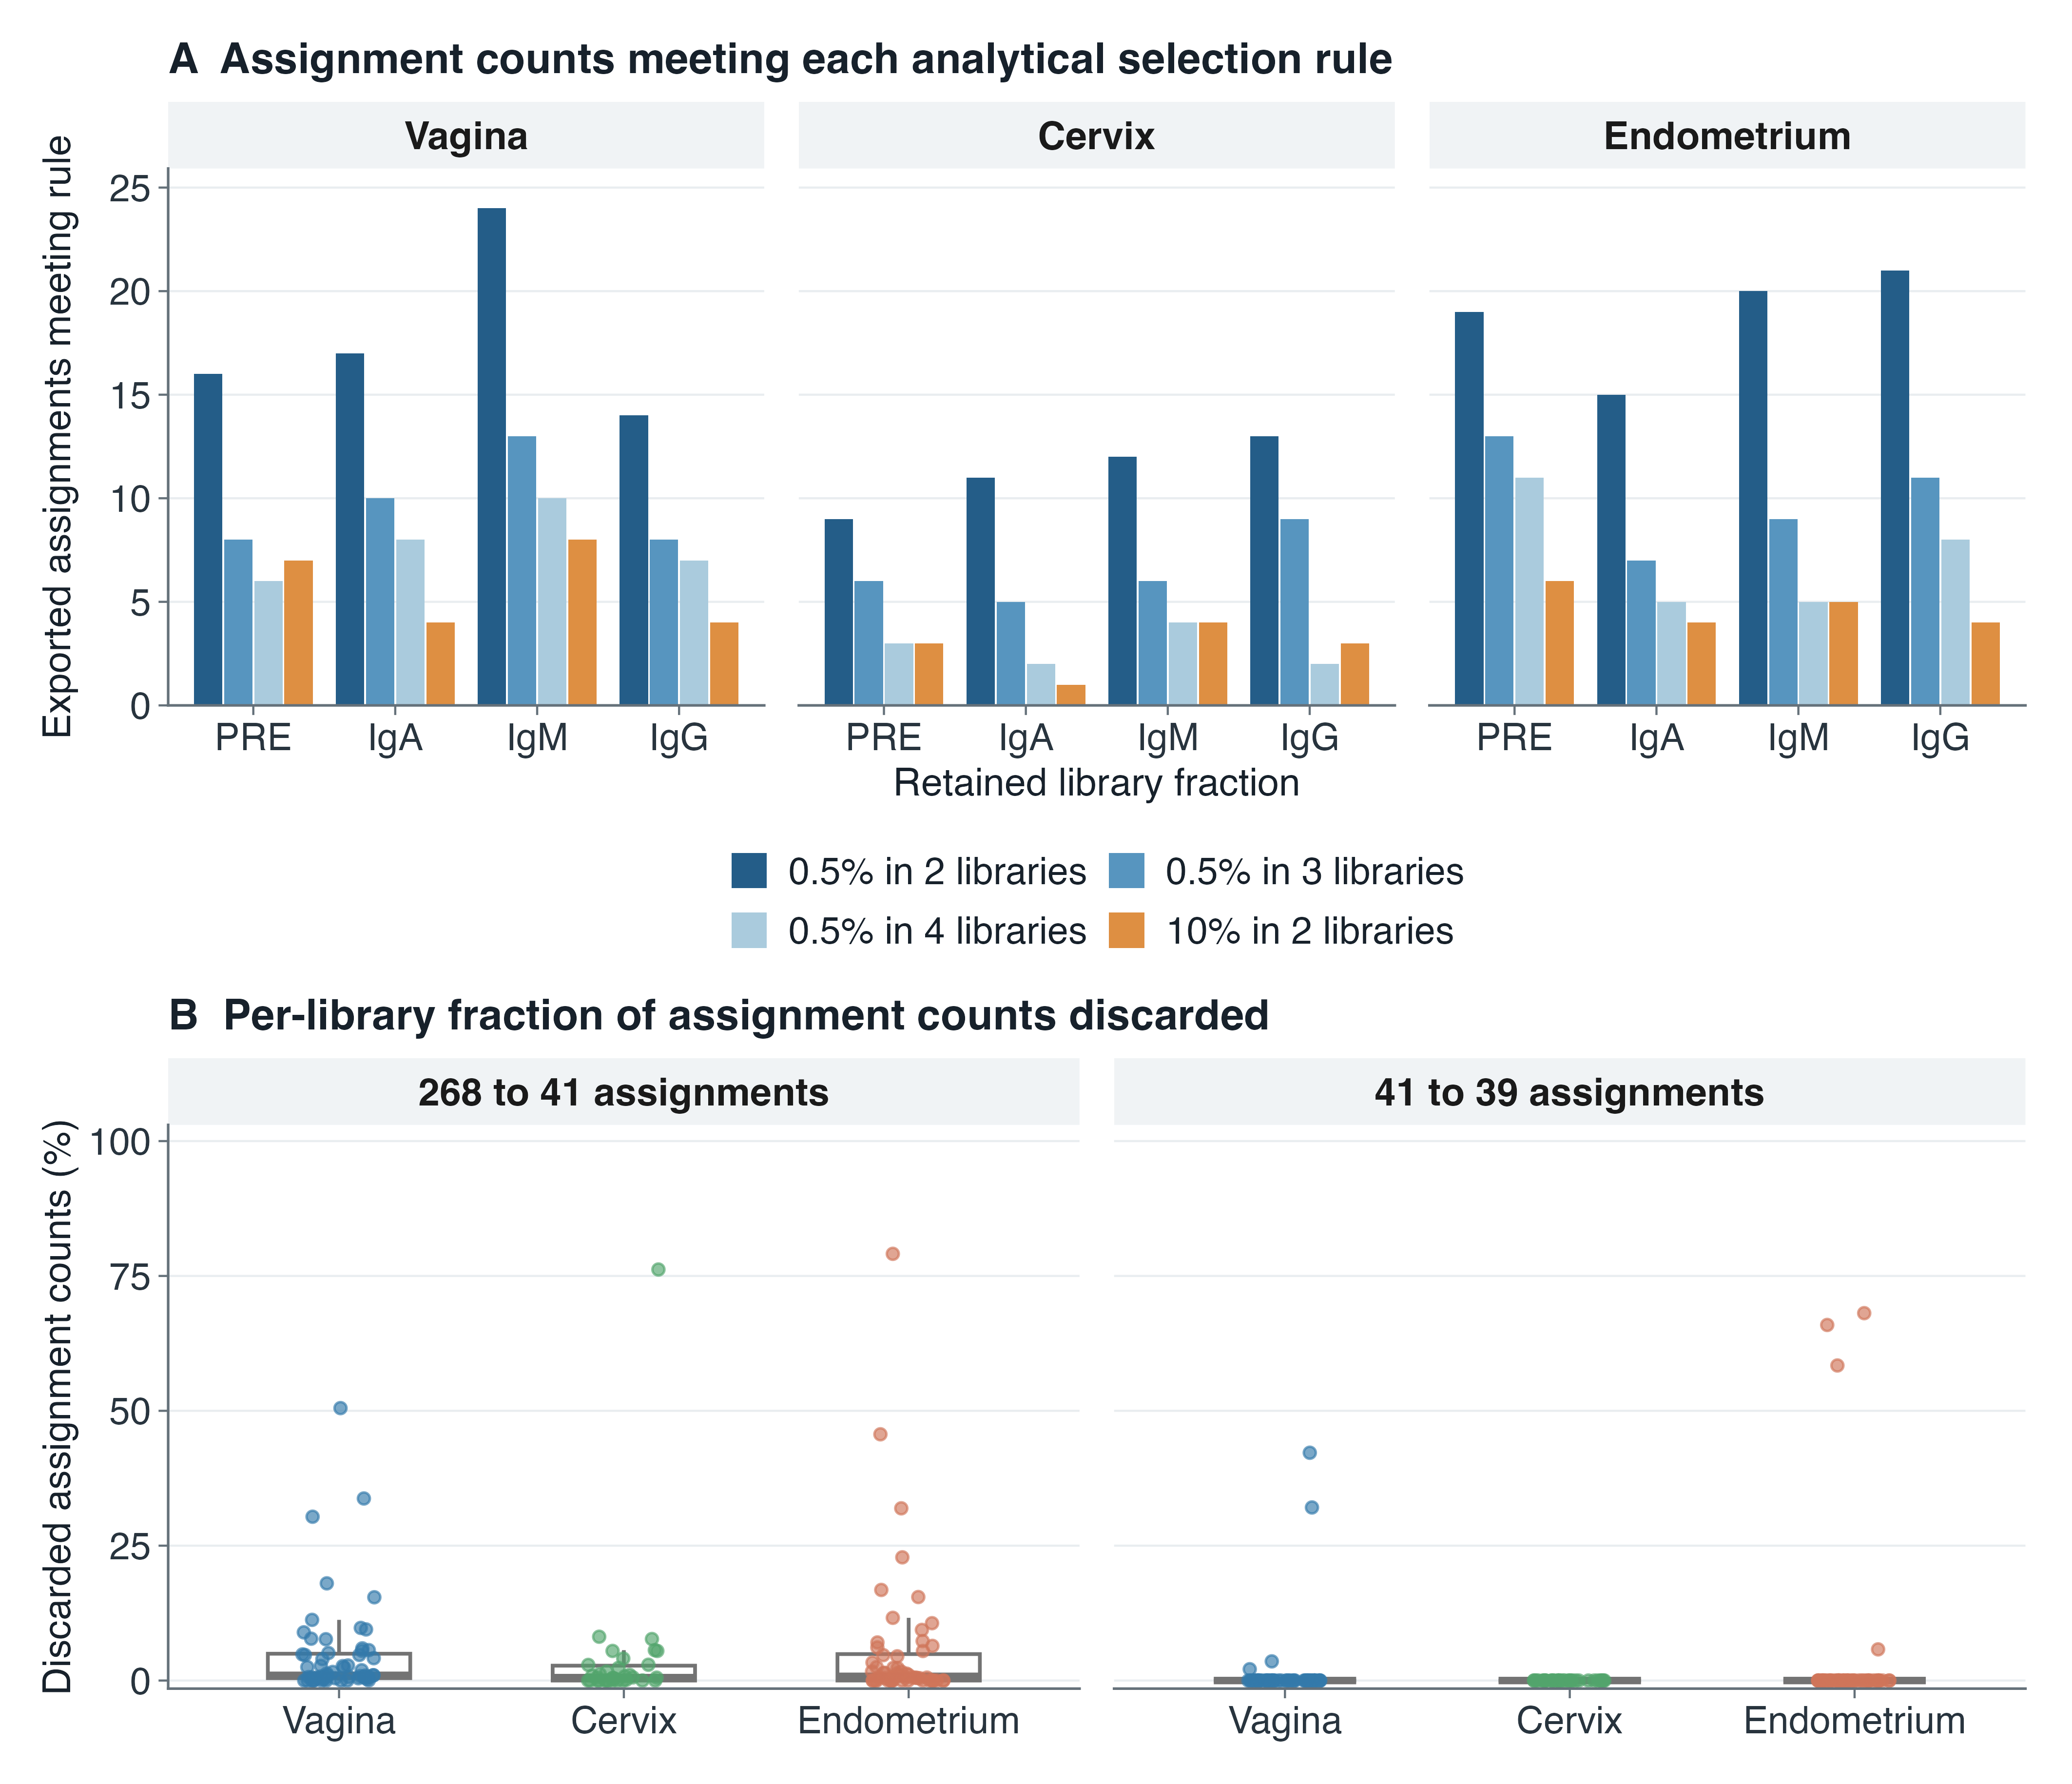 A Assignment counts meeting each analytical selection rule
Vagina
Cervix
Endometrium
Exported assignments meeting rule
25
20
15
10
5
0
PRE IgA IgM IgG
PRE IgA IgM IgG
PRE IgA IgM IgG
Retained library fraction
0.5% in 2 libraries
0.5% in 3 libraries
0.5% in 4 libraries
10% in 2 libraries
B Per-library fraction of assignment counts discarded
268 to 41 assignments
41 to 39 assignments
Discarded assignment counts (%)
100
75
50
25
0
Vagina Cervix Endometrium
Vagina Cervix Endometrium